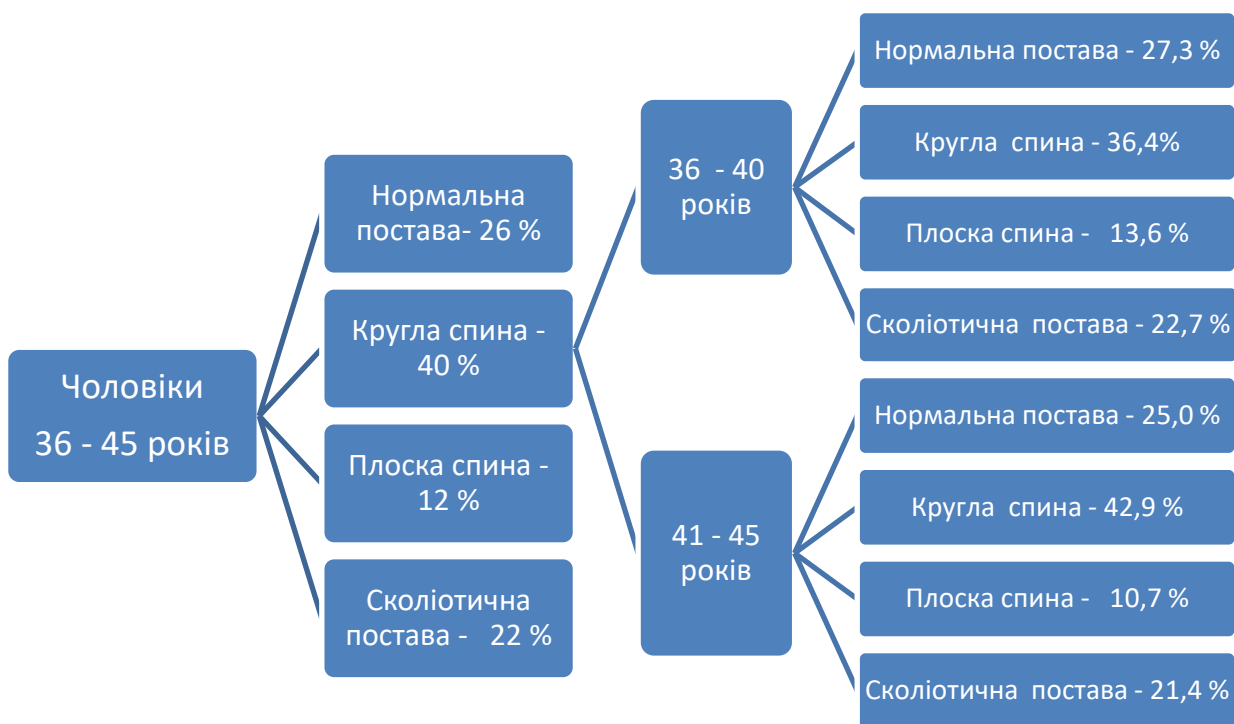 Чоловіки
36 - 45 років
Нормальна
постава- 26 %
Кругла спина -
40 %
Плоска спина -
12 %
Сколіотична
постава - 22 %
36 - 40
років
41 - 45
років
Нормальна постава - 27,3 %
Кругла спина - 36,4%
Плоска спина - 13,6 %
Сколіотична постава - 22,7 %
Нормальна постава - 25,0 %
Кругла спина - 42,9 %
Плоска спина - 10,7 %
Сколіотична постава - 21,4 %